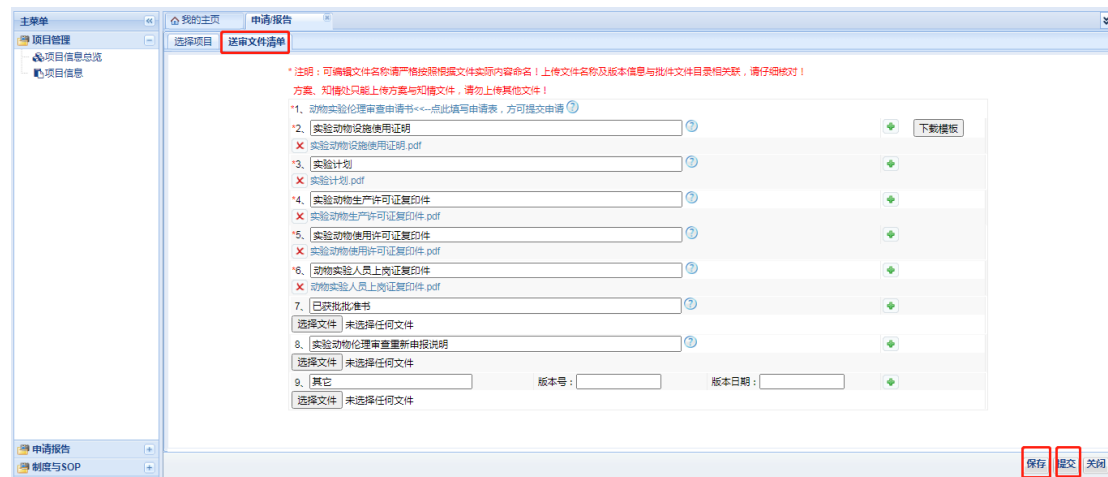 主菜单
我的主页
申请/报告
项目管理
选择项目
送审文件清单
项目信息总览
项目信息
* 注明：可编辑文件名称请严格按照根据文件实际内容命名！上传文件名称及版本信息与批件文件目录相关联，请仔细核对！
方案、知情处只能上传方案与知情文件，请勿上传其他文件！
*1、动物实验伦理审查申请书<<--点此填写申请表，方可提交申请
*2、实验动物设施使用证明
下载模板
实验动物设施使用证明.pdf
*3、实验计划
实验计划.pdf
*4、实验动物生产许可证复印件
实验动物生产许可证复印件.pdf
*5、实验动物使用许可证复印件
实验动物使用许可证复印件.pdf
*6、动物实验人员上岗证复印件
动物实验人员上岗证复印件.pdf
7、已获批批准书
选择文件 未选择任何文件
8、实验动物伦理审查重新申报说明
选择文件 未选择任何文件
9、其它 版本号： 版本日期：
选择文件 未选择任何文件
申请报告
制度与SOP
保存 提交 关闭